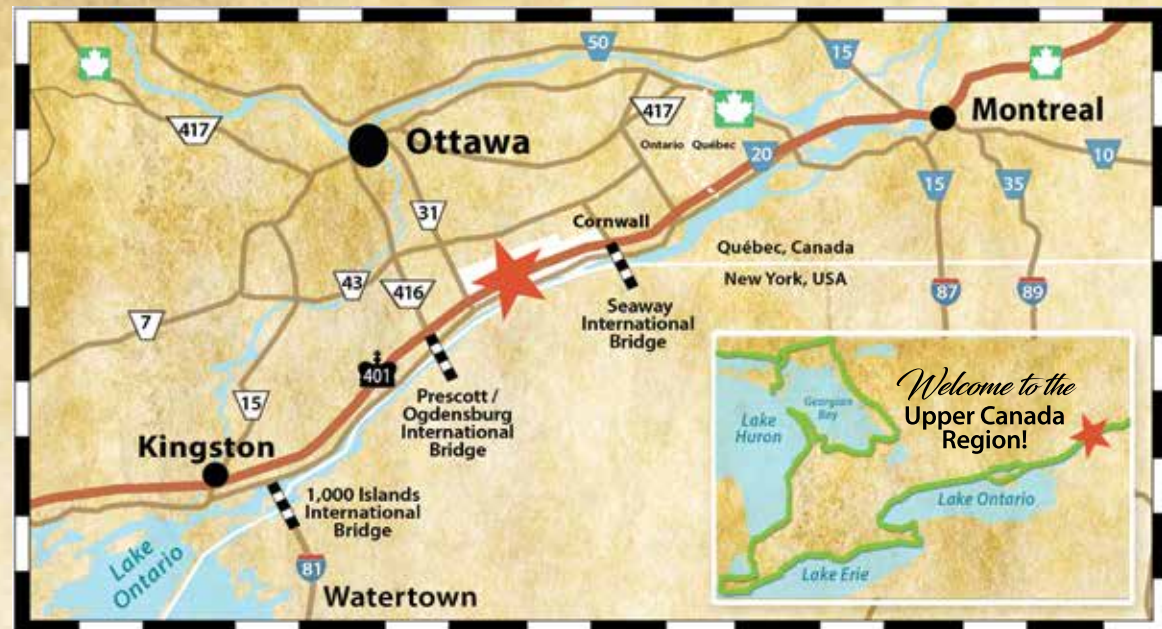 50
15
417
417
Ottawa
Montreal
Ontario Québec
20
10
15
35
31
Cornwall
Québec, Canada
New York, USA
43
416
87
89
7
Seaway
International
Bridge
401
Prescott /
Ogdensburg
International
Bridge
15
Kingston
1,000 Islands
International
Bridge
Lake
Ontario
81
Watertown
Welcome to the
Upper Canada
Region!
Lake
Huron
Georgian
Bay
Lake Ontario
Lake Erie